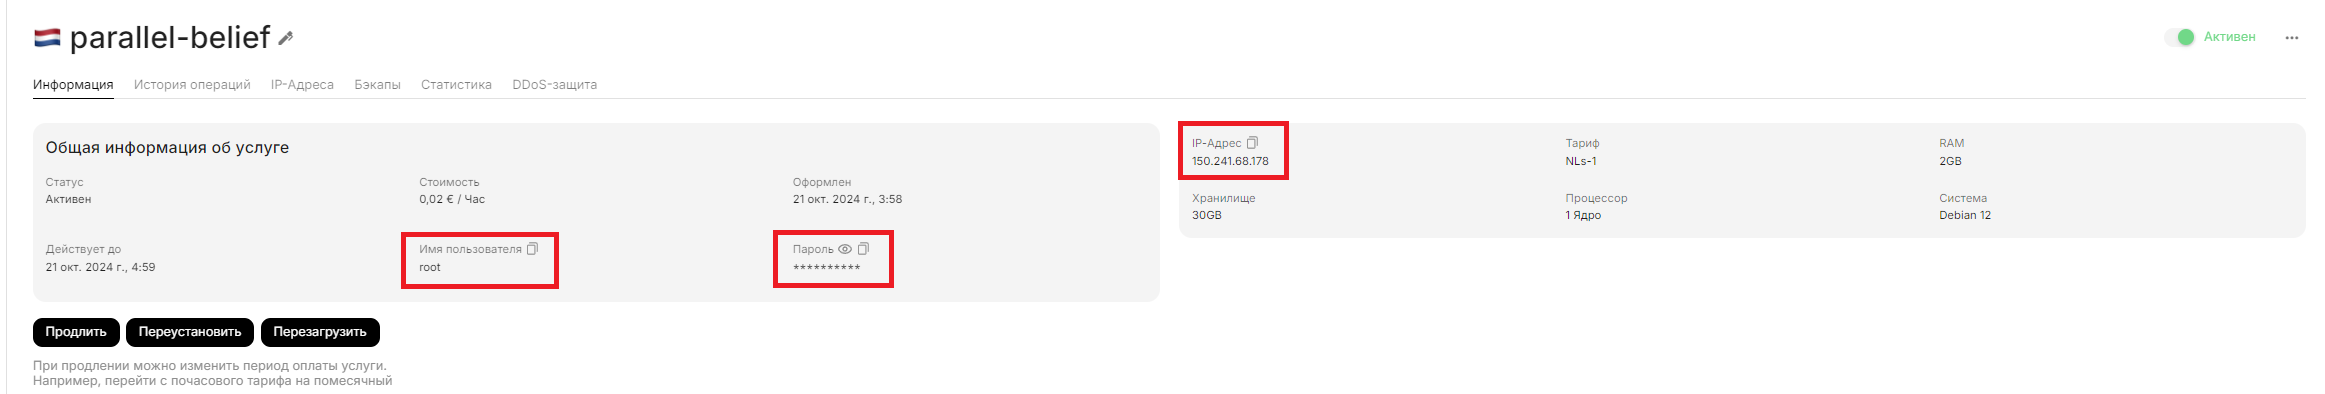 parallel-belief
Активен
Информация
История операций
IP-Адреса
Бэкапы
Статистика
DDoS-защита
Общая информация об услуге
Статус
Активен
Стоимость
0,02 € / Час
Оформлен
21 окт. 2024 г., 3:58
Действует до
21 окт. 2024 г., 4:59
Имя пользователя
root
Пароль
**********
IP-Адрес
150.241.68.178
Тариф
NLs-1
RAM
2GB
Хранилище
30GB
Процессор
1 Ядро
Система
Debian 12
Продлить
Переустановить
Перезагрузить
При продлении можно изменить период оплаты услуги.
Например, перейти с почасового тарифа на помесячный